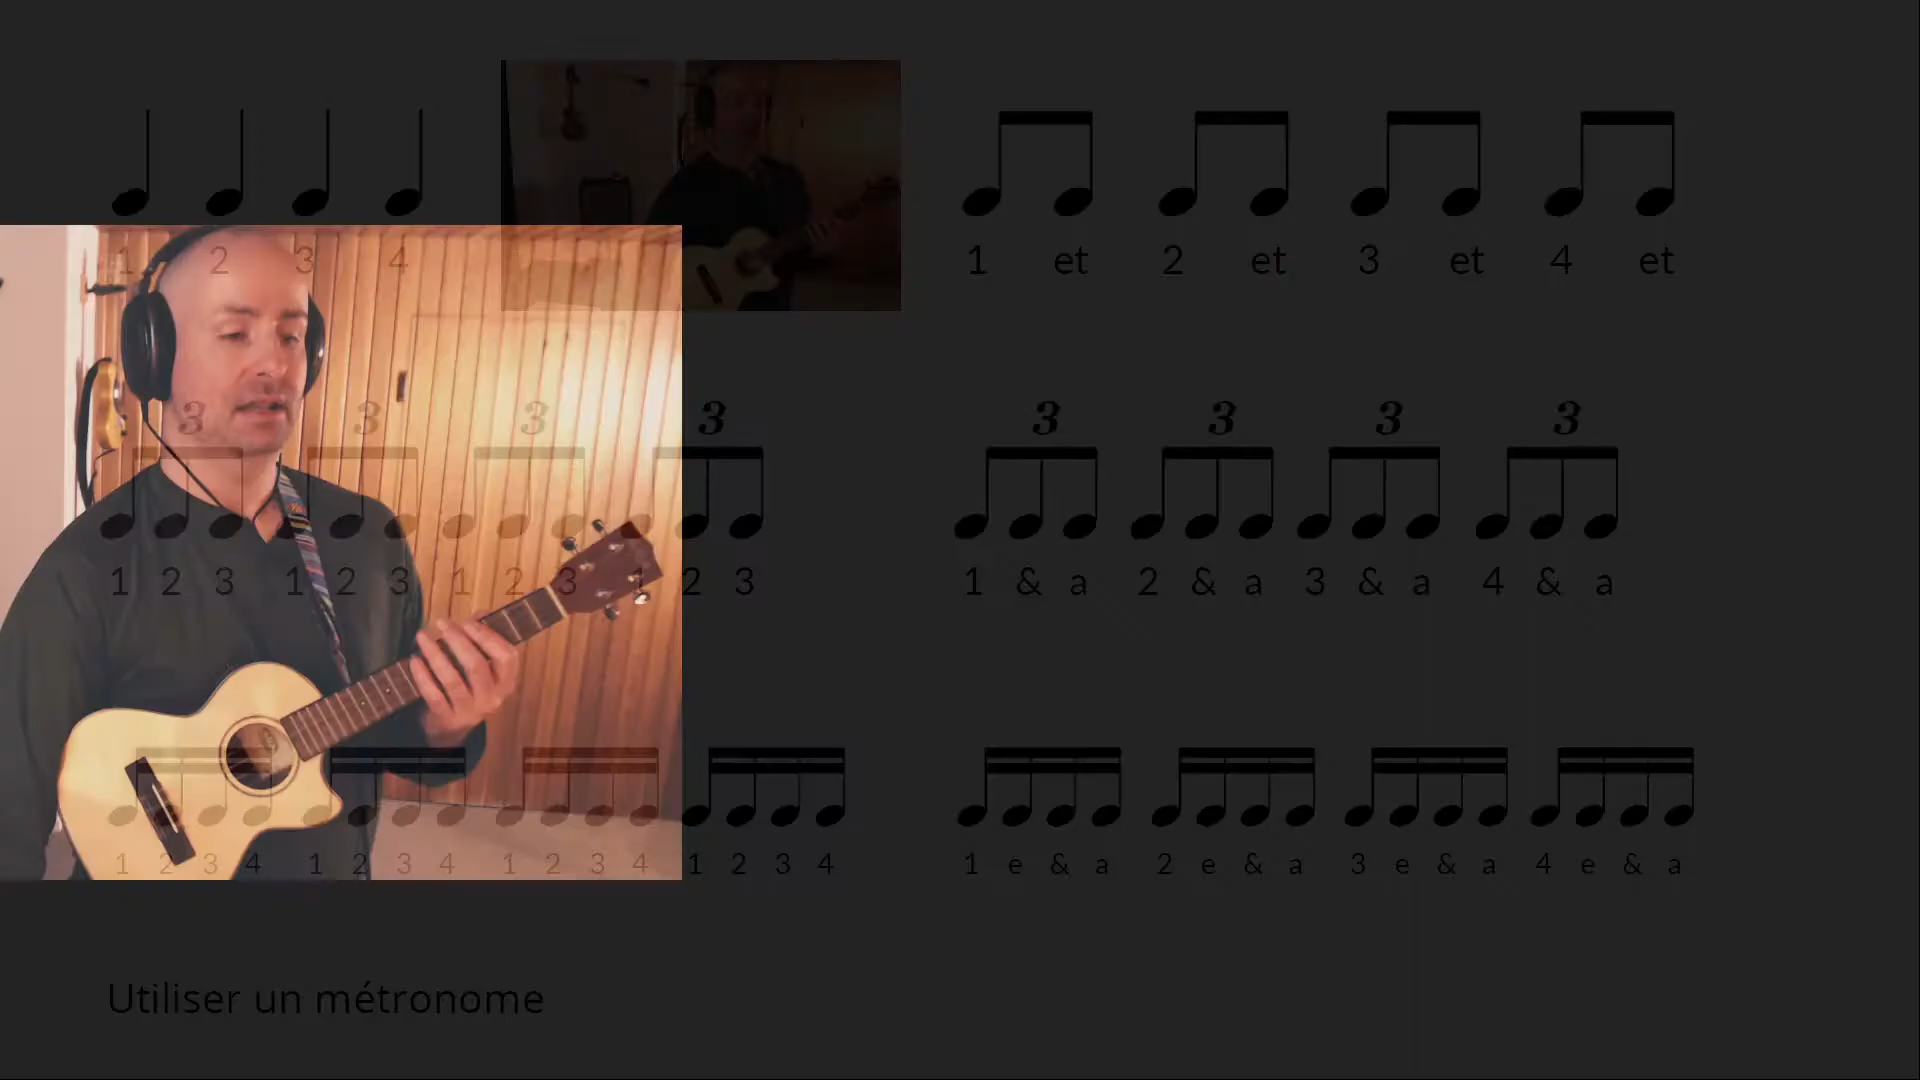 1 2 3 4
1 et 2 et 3 et 4 et
3 3 3 3
1 2 3 1 2 3 1 2 3 1 2 3
3 3 3 3
1 & a 2 & a 3 & a 4 & a
1 2 3 4 1 2 3 4 1 2 3 4 1 2 3 4
1 e & a 2 e & a 3 e & a 4 e & a
Utiliser un métronome